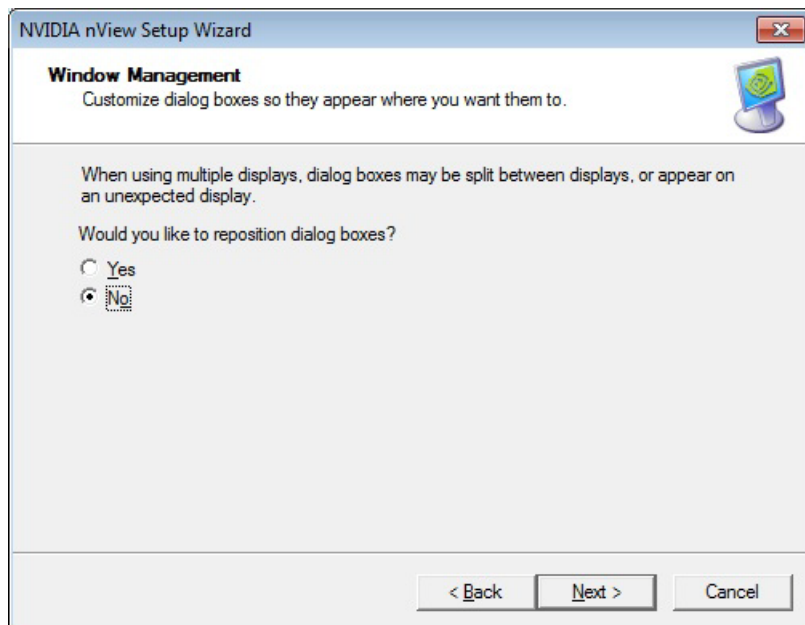 NVIDIA nView Setup Wizard
Window Management
Customize dialog boxes so they appear where you want them to.
When using multiple displays, dialog boxes may be split between displays, or appear on
an unexpected display.
Would you like to reposition dialog boxes?
Yes
No
< Back Next > Cancel